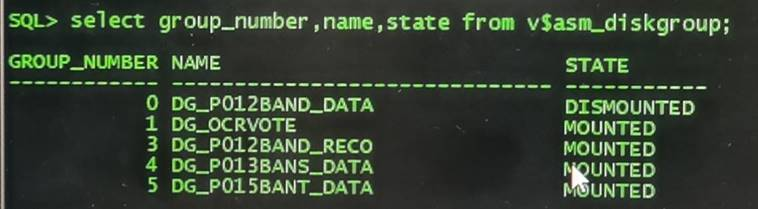 SQL> select group_number,name,state from v$asm_diskgroup;
GROUP_NUMBER NAME                           STATE
------------ ------------------------------ -----------
           0 DG_P012BAND_DATA               DISMOUNTED
           1 DG_OCRVOTE                     MOUNTED
           3 DG_P012BAND_RECO               MOUNTED
           4 DG_P013BANS_DATA               MOUNTED
           5 DG_P015BANT_DATA               MOUNTED